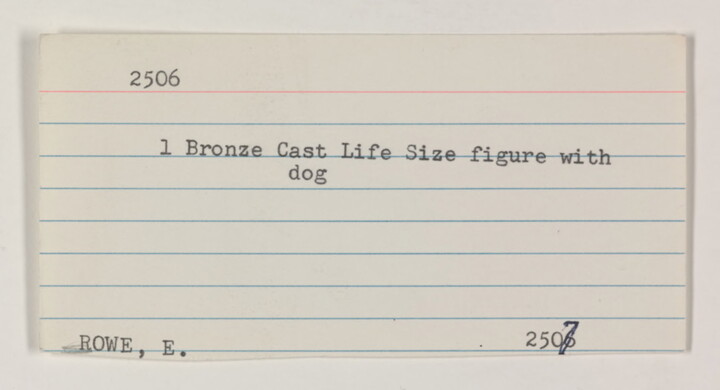 2506
1 Bronze Cast Life Size figure with
dog
ROWE, E.
2507